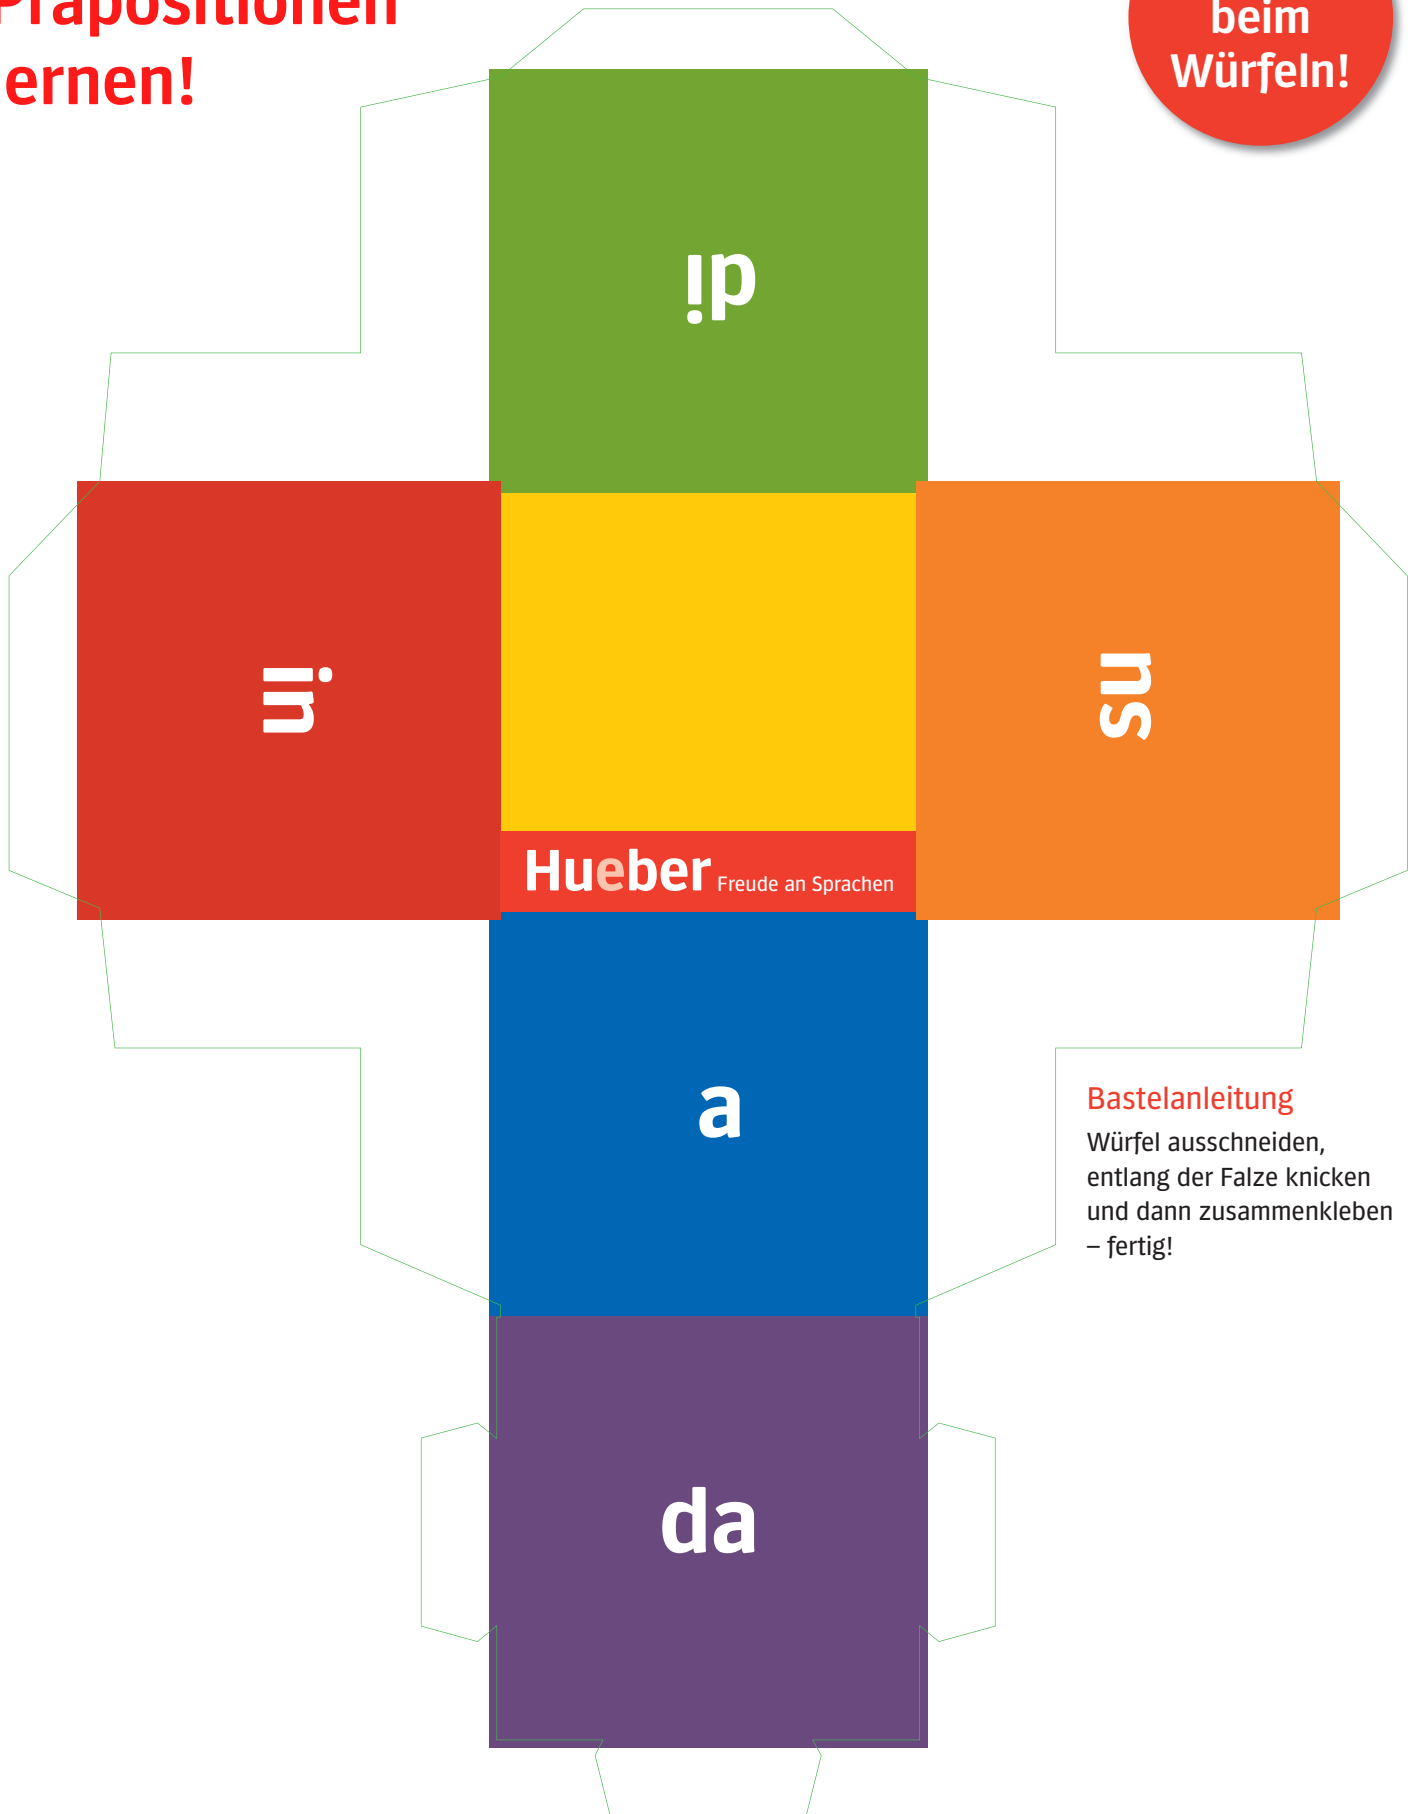 Präpositionen
ernen!
beim
Würfeln!
di
in
su
Hueber Freude an Sprachen
a
Bastelanleitung
Würfel ausschneiden,
entlang der Falze knicken
und dann zusammenkleben
– fertig!
da